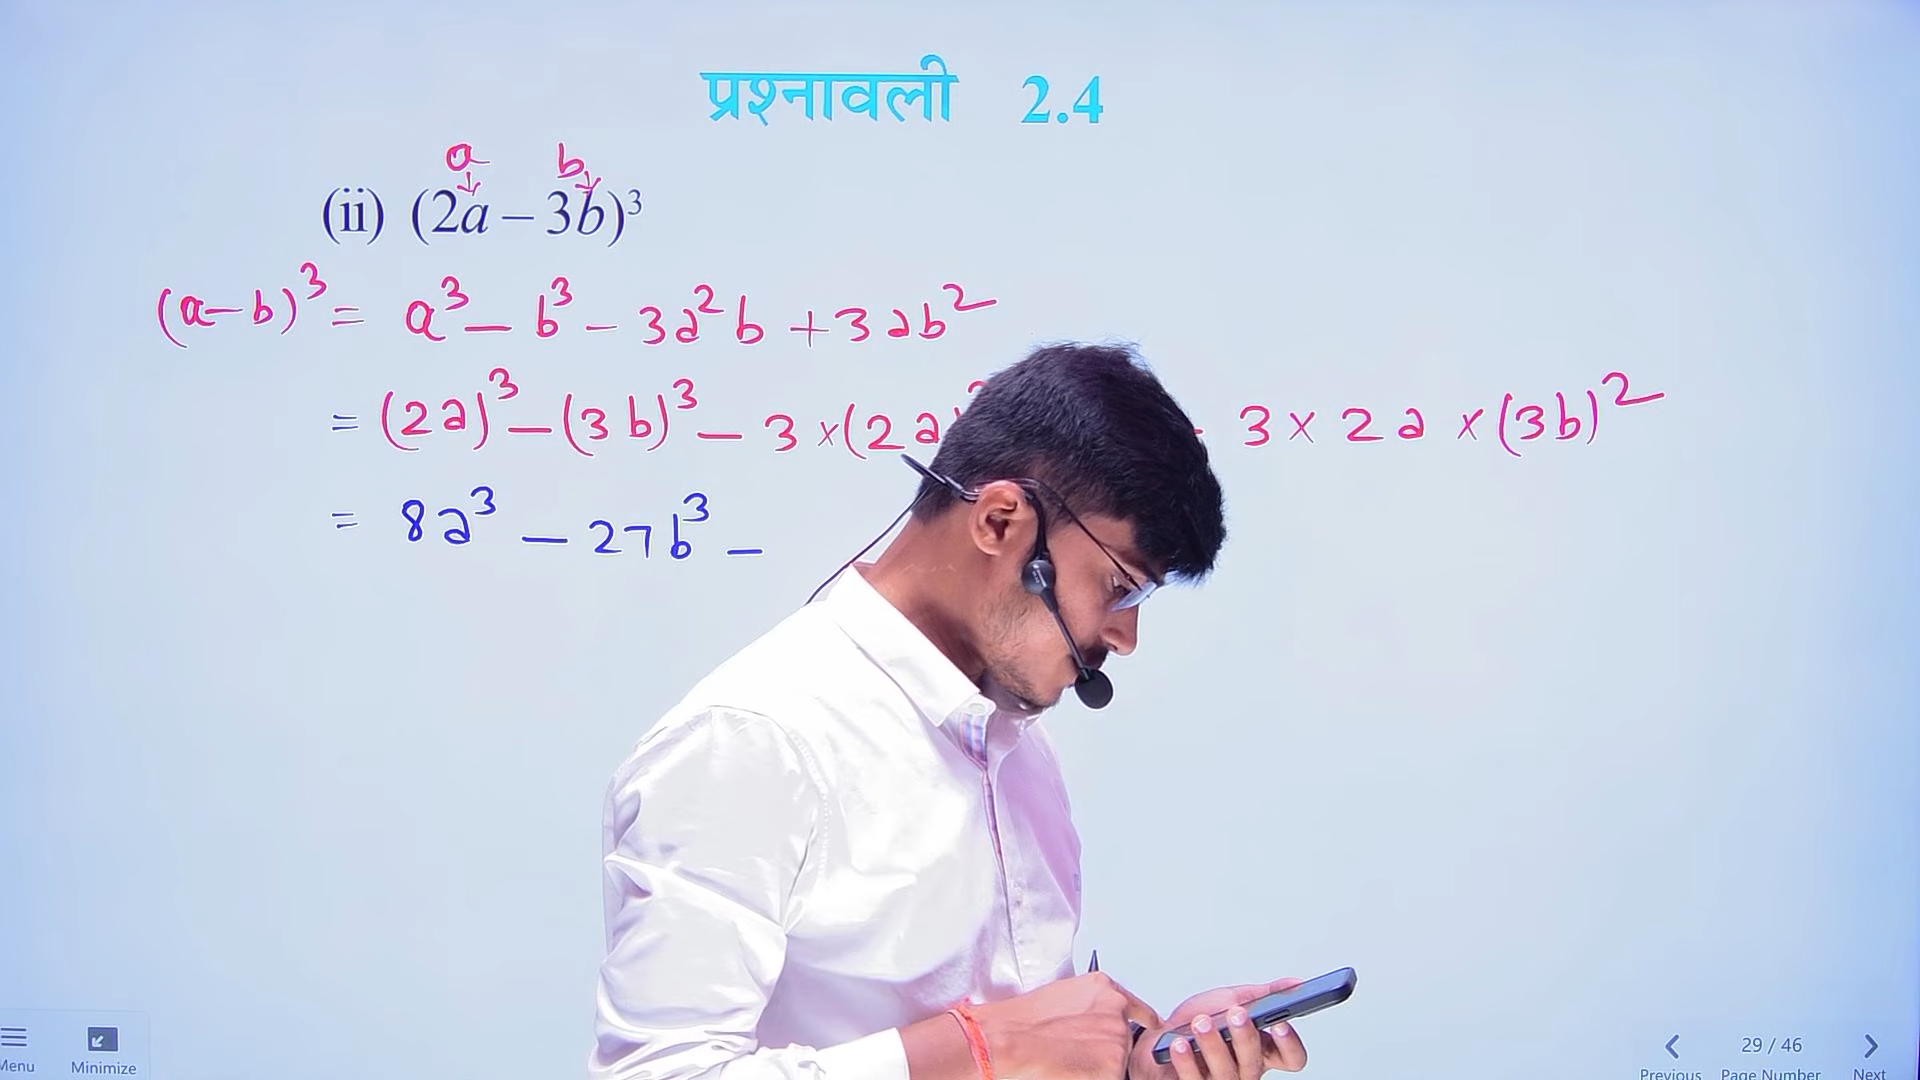 प्रश्नावली 2.4
a b
(ii) (2a – 3b)³
(a-b)³ = a³ - b³ - 3a²b + 3ab²
= (2a)³ - (3b)³ - 3×(2a) 3 × 2a × (3b)²
= 8a³ - 27b³ -
Menu Minimize
29 / 46
Previous Page Number Next